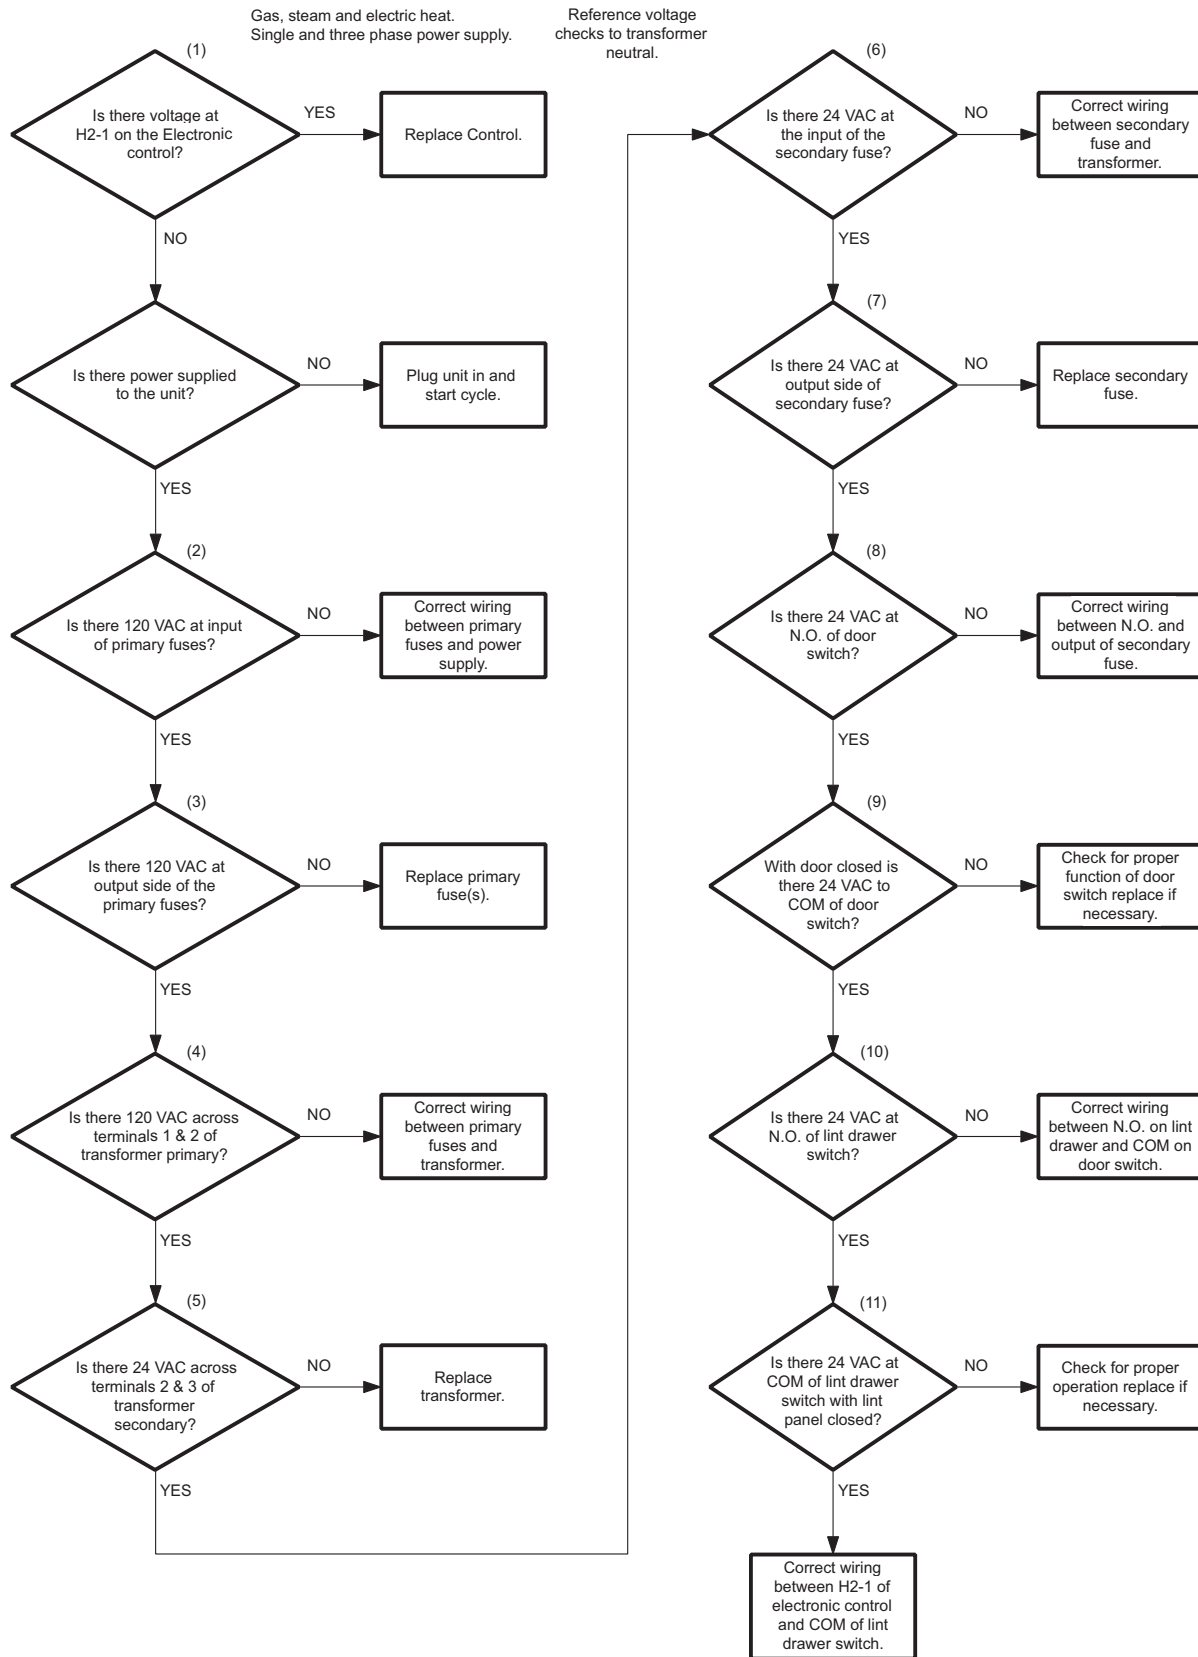 Gas, steam and electric heat.
Single and three phase power supply.
Reference voltage
checks to transformer
neutral.
(1)
Is there voltage at
H2-1 on the Electronic
control?
YES
Replace Control.
NO
Is there power supplied
to the unit?
NO
Plug unit in and
start cycle.
YES
(2)
Is there 120 VAC at input
of primary fuses?
NO
Correct wiring
between primary
fuses and power
supply.
YES
(3)
Is there 120 VAC at
output side of the
primary fuses?
NO
Replace primary
fuse(s).
YES
(4)
Is there 120 VAC across
terminals 1 & 2 of
transformer primary?
NO
Correct wiring
between primary
fuses and
transformer.
YES
(5)
Is there 24 VAC across
terminals 2 & 3 of
transformer
secondary?
NO
Replace
transformer.
YES
(6)
Is there 24 VAC at
the input of the
secondary fuse?
NO
Correct wiring
between secondary
fuse and
transformer.
YES
(7)
Is there 24 VAC at
output side of
secondary fuse?
NO
Replace secondary
fuse.
YES
(8)
Is there 24 VAC at
N.O. of door
switch?
NO
Correct wiring
between N.O. and
output of secondary
fuse.
YES
(9)
With door closed is
there 24 VAC to
COM of door
switch?
NO
Check for proper
function of door
switch replace if
necessary.
YES
(10)
Is there 24 VAC at
N.O. of lint drawer
switch?
NO
Correct wiring
between N.O. on lint
drawer and COM on
door switch.
YES
(11)
Is there 24 VAC at
COM of lint drawer
switch with lint
panel closed?
NO
Check for proper
operation replace if
necessary.
YES
Correct wiring
between H2-1 of
electronic control
and COM of lint
drawer switch.